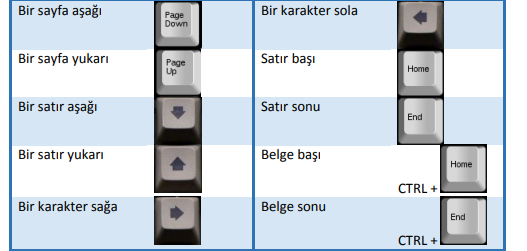 Bir sayfa aşağı
Page Down
Bir karakter sola
Bir sayfa yukarı
Page Up
Satır başı
Home
Bir satır aşağı
Satır sonu
End
Bir satır yukarı
Belge başı
CTRL + Home
Bir karakter sağa
Belge sonu
CTRL + End